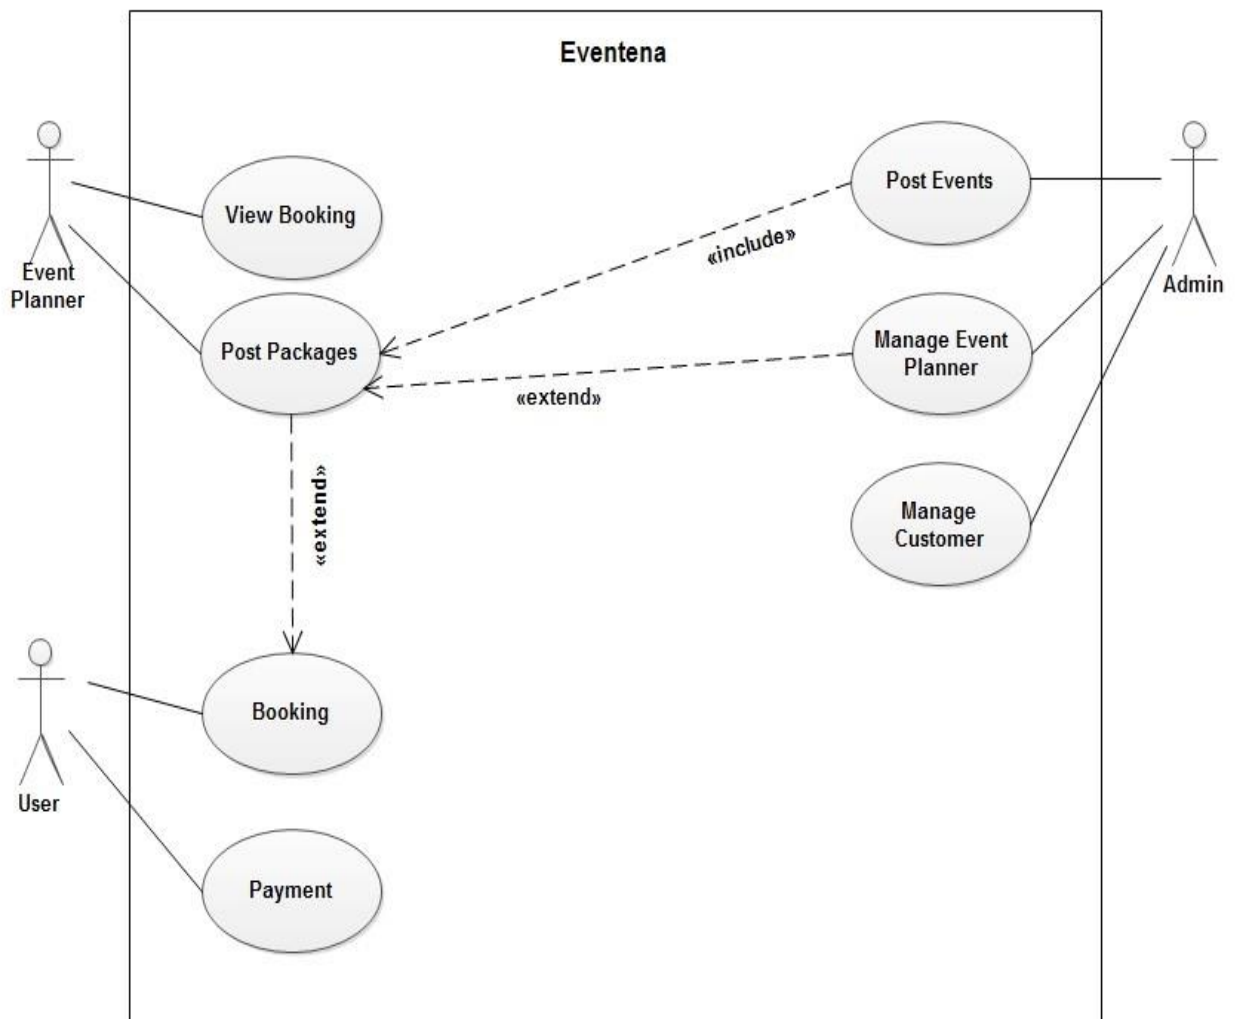 Eventena
Event
Planner
View Booking
Post Packages
Post Events
Admin
«include»
Manage Event
Planner
«extend»
«extend»
Manage
Customer
Booking
User
Payment